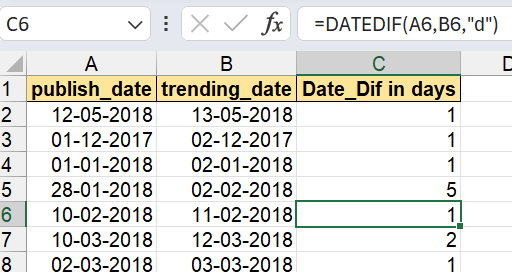 C6 fx =DATEDIF(A6,B6,"d")
A B C D
1 publish_date trending_date Date_Dif in days
2 12-05-2018 13-05-2018 1
3 01-12-2017 02-12-2017 1
4 01-01-2018 02-01-2018 1
5 28-01-2018 02-02-2018 5
6 10-02-2018 11-02-2018 1
7 10-03-2018 12-03-2018 2
8 02-03-2018 03-03-2018 1